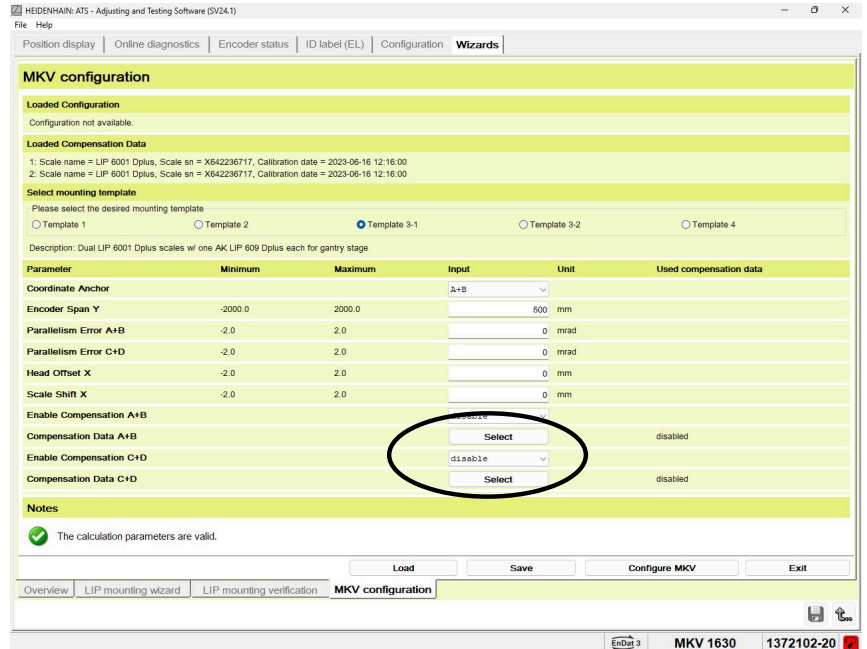 HEIDENHAIN: ATS - Adjusting and Testing Software (SV24.1)
File Help
Position display Online diagnostics Encoder status ID label (EL) Configuration Wizards
MKV configuration
Loaded Configuration
Configuration not available.
Loaded Compensation Data
1: Scale name = LIP 6001 Dplus, Scale sn = X642236717, Calibration date = 2023-06-16 12:16:00
2: Scale name = LIP 6001 Dplus, Scale sn = X642236717, Calibration date = 2023-06-16 12:16:00
Select mounting template
Please select the desired mounting template
Template 1 Template 2 Template 3-1 Template 3-2 Template 4
Description: Dual LIP 6001 Dplus scales w/ one AK LIP 609 Dplus each for gantry stage
Parameter Minimum Maximum Input Unit Used compensation data
Coordinate Anchor A+B
Encoder Span Y -2000.0 2000.0 500 mm
Parallelism Error A+B -2.0 2.0 0 mrad
Parallelism Error C+D -2.0 2.0 0 mrad
Head Offset X -2.0 2.0 0 mm
Scale Shift X -2.0 2.0 0 mm
Enable Compensation A+B disable
Compensation Data A+B Select disabled
Enable Compensation C+D disable
Compensation Data C+D Select disabled
Notes
The calculation parameters are valid.
Load Save Configure MKV Exit
Overview LIP mounting wizard LIP mounting verification MKV configuration
EnDat 3 MKV 1630 1372102-20